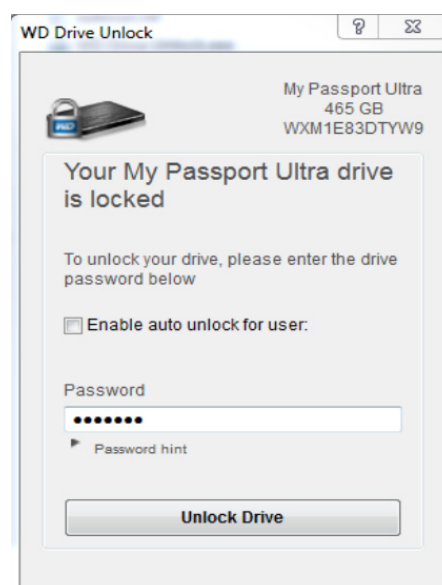 WD Drive Unlock
?
My Passport Ultra
465 GB
WXM1E83DTYW9
WD
Your My Passport Ultra drive
is locked
To unlock your drive, please enter the drive
password below
Enable auto unlock for user:
Password
•••••••
Password hint
Unlock Drive